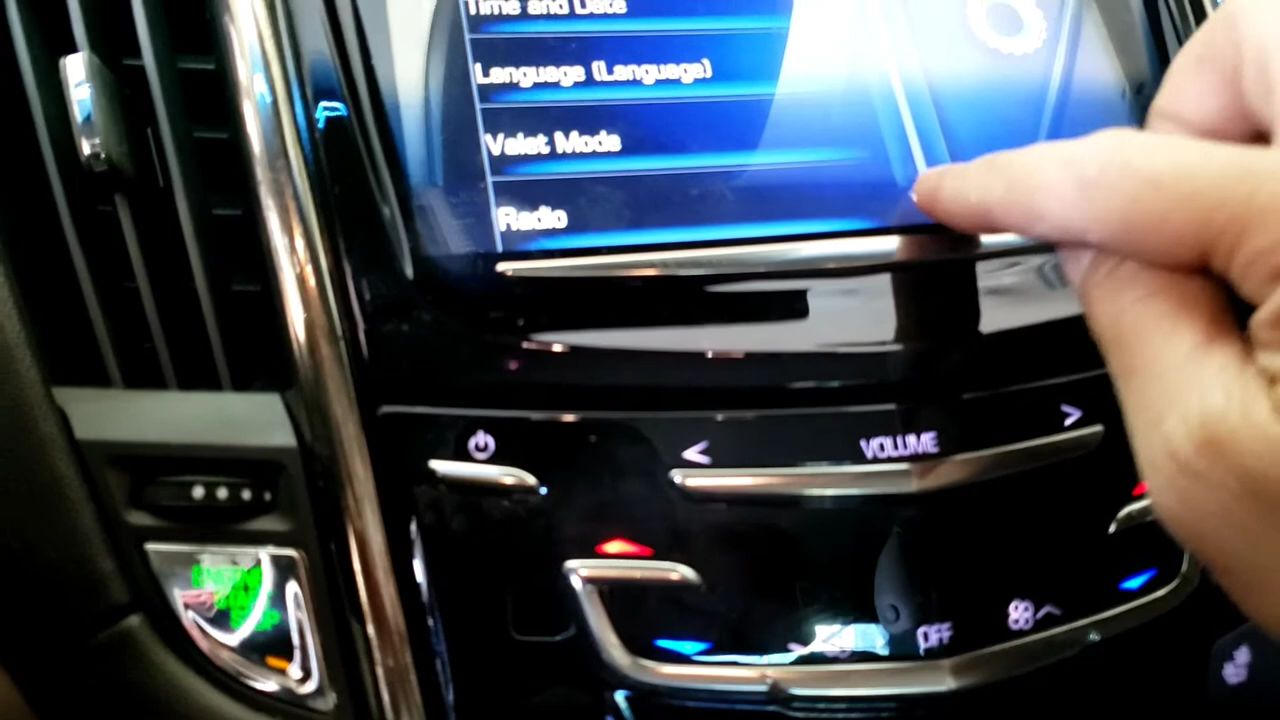 Time and Date
Language (Language)
Valet Mode
Radio
< VOLUME >
OFF